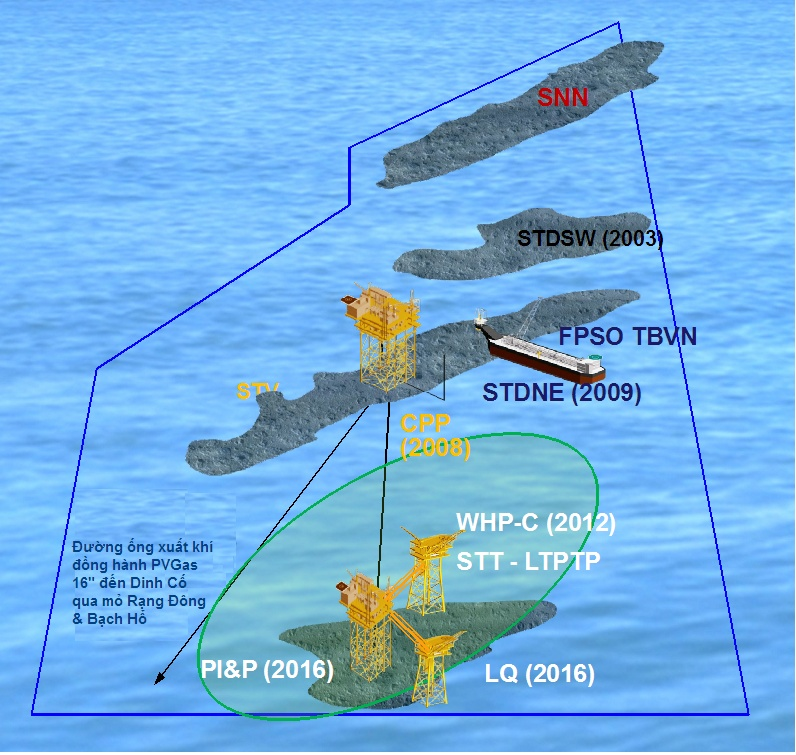 SNN
STDSW (2003)
FPSO TBVN
STV
STDNE (2009)
CPP
(2008)
WHP-C (2012)
STT - LTPTP
Đường ống xuất khí
đồng hành PVGas
16" đến Dinh Cố
qua mỏ Rạng Đông
& Bạch Hổ
PI&P (2016)
LQ (2016)